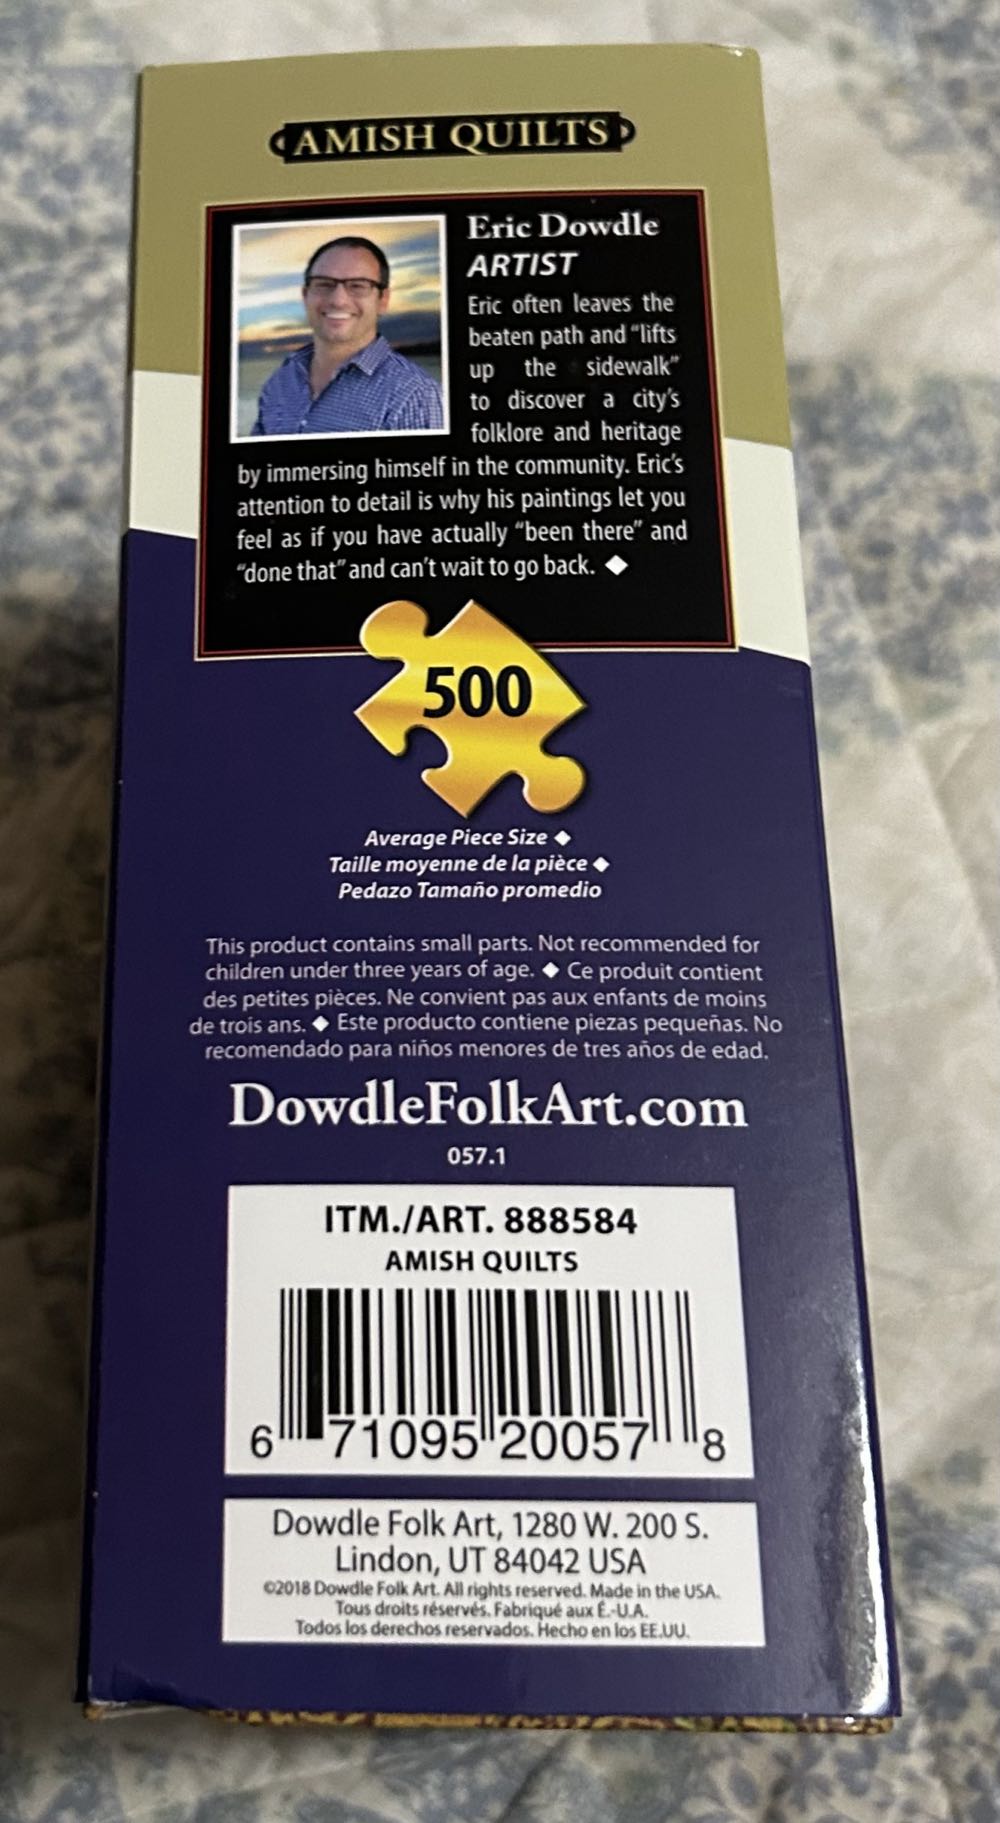 AMISH QUILTS
Eric Dowdle
ARTIST
Eric often leaves the
beaten path and "lifts
up the sidewalk"
to discover a city's
folklore and heritage
by immersing himself in the community. Eric's
attention to detail is why his paintings let you
feel as if you have actually "been there" and
"done that" and can't wait to go back. ◆
500
Average Piece Size ◆
Taille moyenne de la pièce ◆
Pedazo Tamaño promedio
This product contains small parts. Not recommended for
children under three years of age. ◆ Ce produit contient
des petites pièces. Ne convient pas aux enfants de moins
de trois ans. ◆ Este producto contiene piezas pequeñas. No
recomendado para niños menores de tres años de edad.
DowdleFolkArt.com
057.1
ITM./ART. 888584
AMISH QUILTS
6 71095 20057 8
Dowdle Folk Art, 1280 W. 200 S.
Lindon, UT 84042 USA
©2018 Dowdle Folk Art. All rights reserved. Made in the USA.
Tous droits réservés. Fabriqué aux É.-U.A.
Todos los derechos reservados. Hecho en los EE.UU.